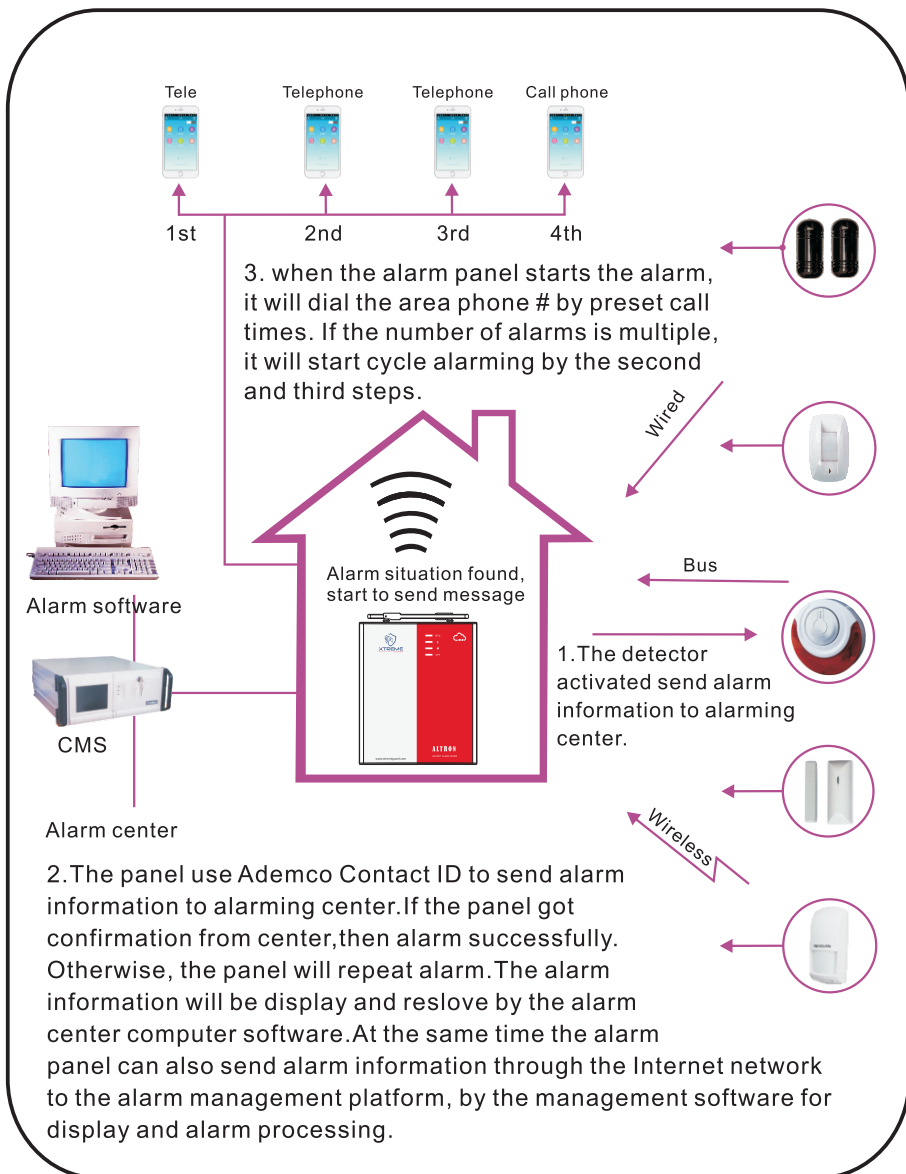 Tele
Telephone
Telephone
Call phone
1st
2nd
3rd
4th
3. when the alarm panel starts the alarm,
it will dial the area phone # by preset call
times. If the number of alarms is multiple,
it will start cycle alarming by the second
and third steps.
Wired
Alarm software
Alarm situation found,
start to send message
XTREME
ALTRON
Bus
1.The detector
activated send alarm
information to alarming
center.
CMS
Wireless
Alarm center
2.The panel use Ademco Contact ID to send alarm
information to alarming center.If the panel got
confirmation from center,then alarm successfully.
Otherwise, the panel will repeat alarm.The alarm
information will be display and reslove by the alarm
center computer software.At the same time the alarm
panel can also send alarm information through the Internet network
to the alarm management platform, by the management software for
display and alarm processing.